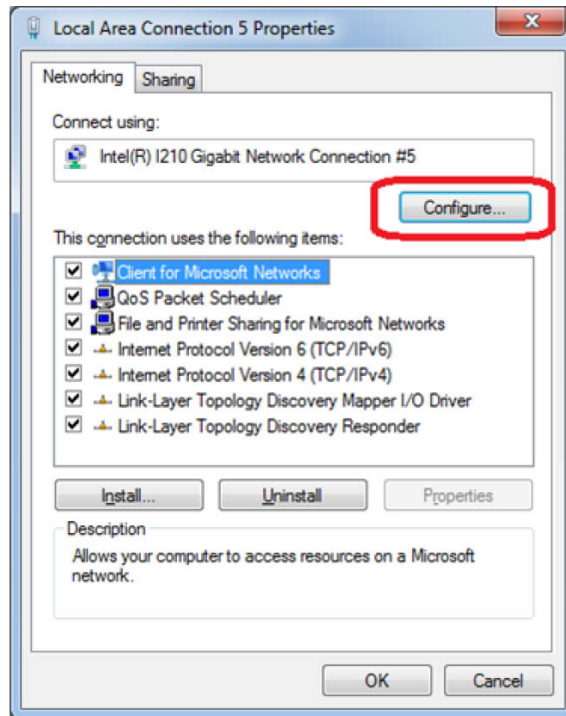 Local Area Connection 5 Properties
Networking Sharing
Connect using:
Intel(R) I210 Gigabit Network Connection #5
Configure...
This connection uses the following items:
Client for Microsoft Networks
QoS Packet Scheduler
File and Printer Sharing for Microsoft Networks
Internet Protocol Version 6 (TCP/IPv6)
Internet Protocol Version 4 (TCP/IPv4)
Link-Layer Topology Discovery Mapper I/O Driver
Link-Layer Topology Discovery Responder
Install... Uninstall Properties
Description
Allows your computer to access resources on a Microsoft
network.
OK Cancel